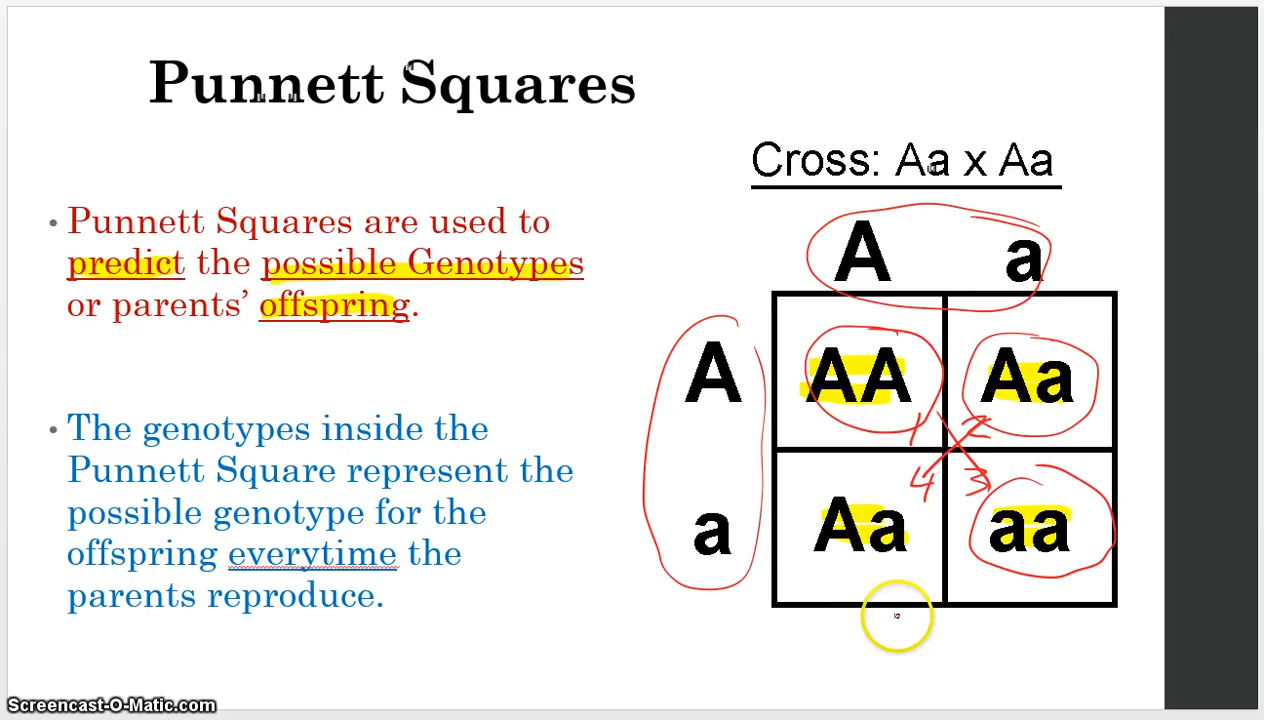 Punnett Squares
• Punnett Squares are used to
predict the possible Genotypes
or parents’ offspring.
• The genotypes inside the
Punnett Square represent the
possible genotype for the
offspring everytime the
parents reproduce.
Cross: Aa x Aa
A a
A AA Aa
1 2
4 3
a Aa aa
Screencast-O-Matic.com